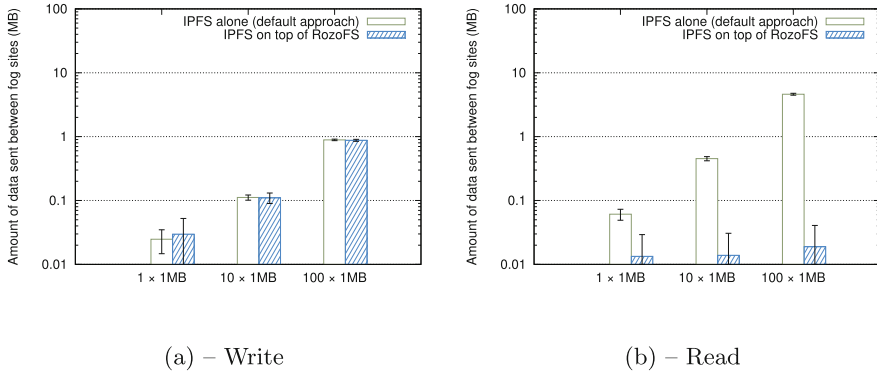 Amount of data sent between fog sites (MB)
100
10
1
0.1
0.01
IPFS alone (default approach)
IPFS on top of RozoFS
1 × 1MB
10 × 1MB
100 × 1MB
(a) – Write
Amount of data sent between fog sites (MB)
100
10
1
0.1
0.01
IPFS alone (default approach)
IPFS on top of RozoFS
1 × 1MB
10 × 1MB
100 × 1MB
(b) – Read